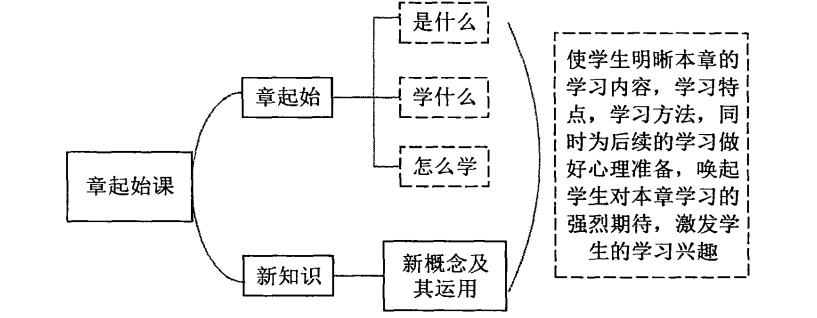 章起始课
章起始
是什么
学什么
怎么学
新知识
新概念及
其运用
使学生明晰本章的
学习内容，学习特
点，学习方法，同
时为后续的学习做
好心理准备，唤起
学生对本章学习的
强烈期待，激发学
生的学习兴趣